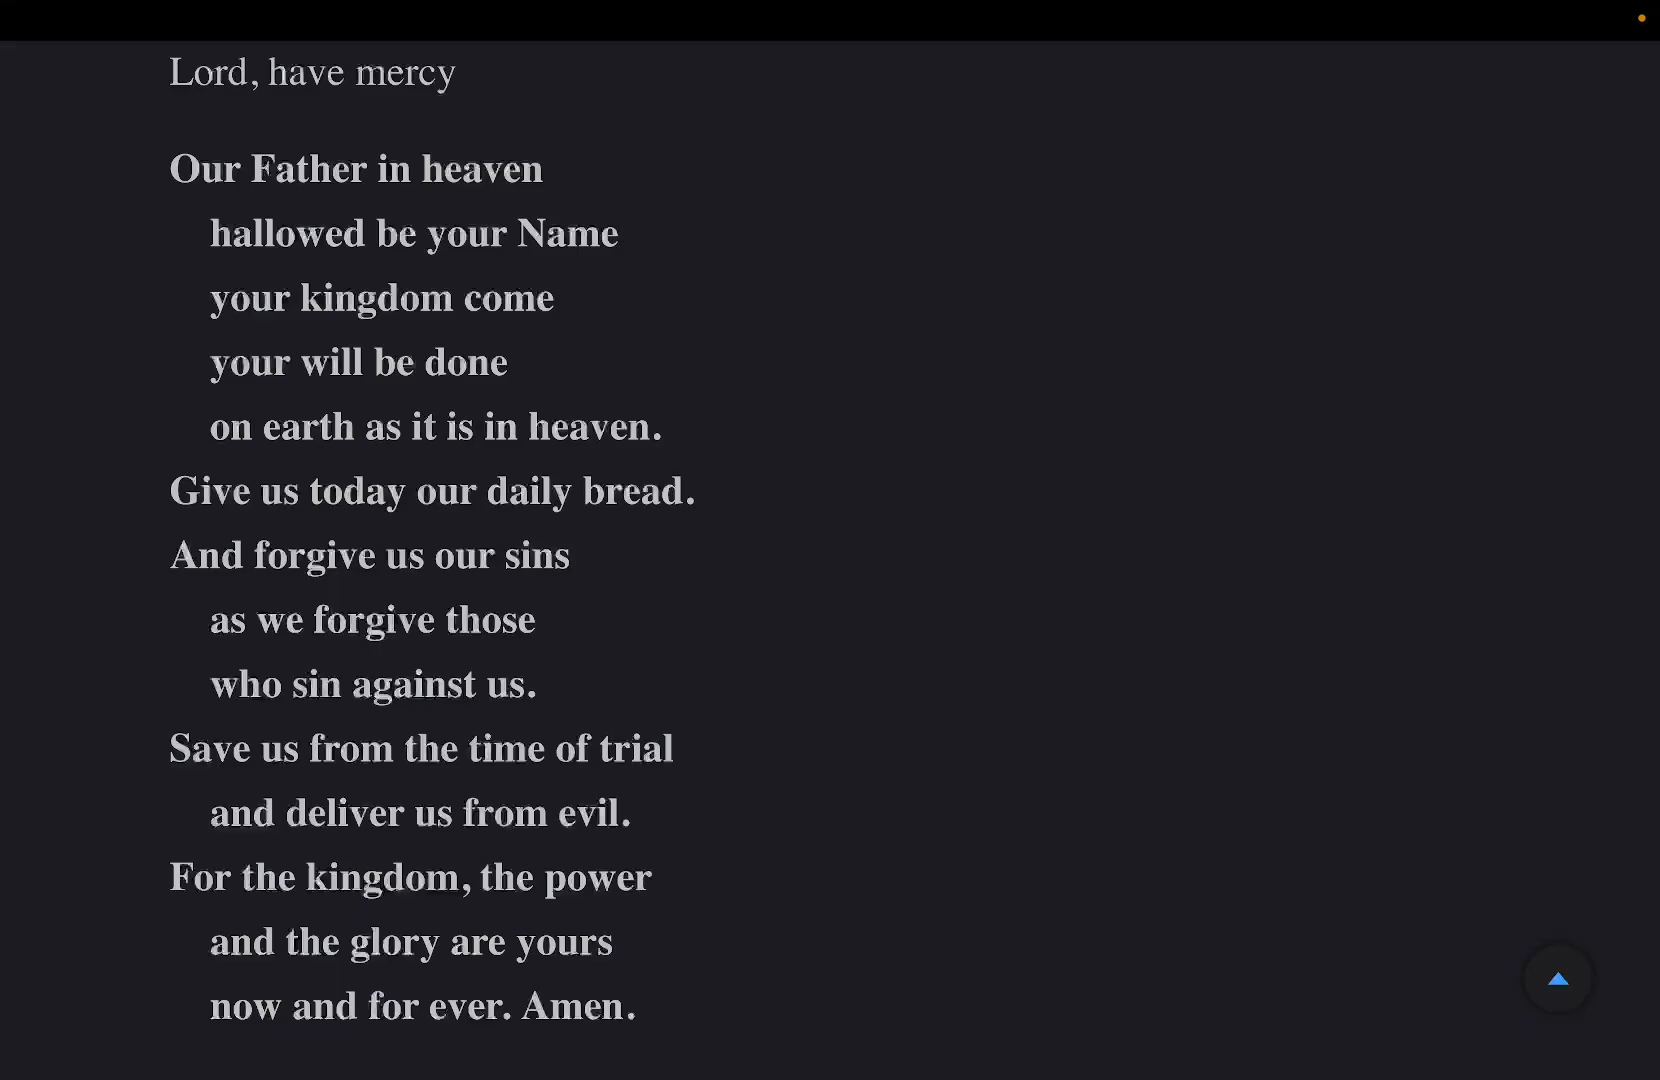 Lord, have mercy
Our Father in heaven
hallowed be your Name
your kingdom come
your will be done
on earth as it is in heaven.
Give us today our daily bread.
And forgive us our sins
as we forgive those
who sin against us.
Save us from the time of trial
and deliver us from evil.
For the kingdom, the power
and the glory are yours
now and for ever. Amen.